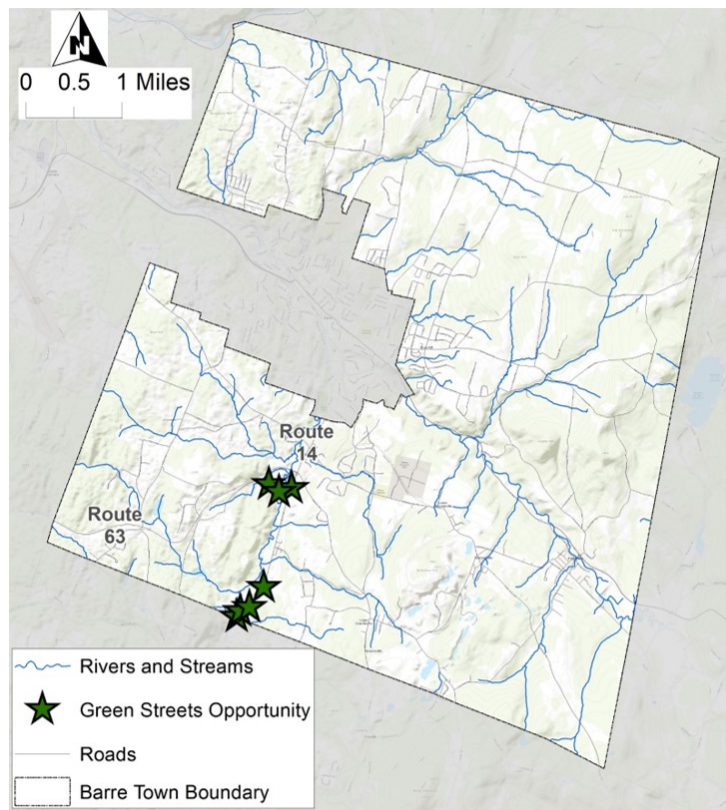 N
0 0.5 1 Miles
Route
14
Route
63
Rivers and Streams
Green Streets Opportunity
Roads
Barre Town Boundary